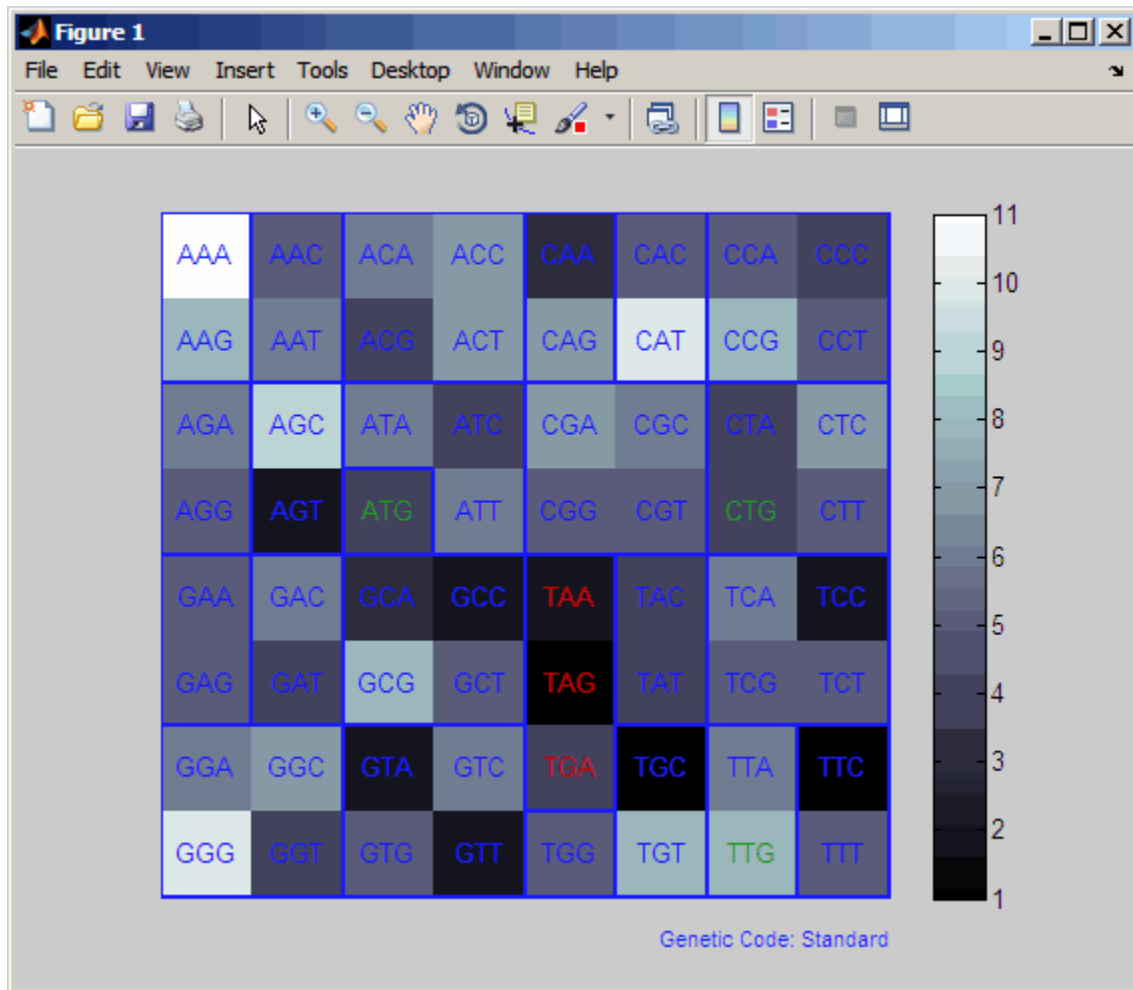 Figure 1
File Edit View Insert Tools Desktop Window Help
AAA AAC ACA ACC CAA CAC CCA CCC
AAG AAT ACG ACT CAG CAT CCG CCT
AGA AGC ATA ATC CGA CGC CTA CTC
AGG AGT ATG ATT CGG CGT CTG CTT
GAA GAC GCA GCC TAA TAC TCA TCC
GAG GAT GCG GCT TAG TAT TCG TCT
GGA GGC GTA GTC TGA TGC TTA TTC
GGG GGT GTG GTT TGG TGT TTG TTT
11
10
9
8
7
6
5
4
3
2
1
Genetic Code: Standard